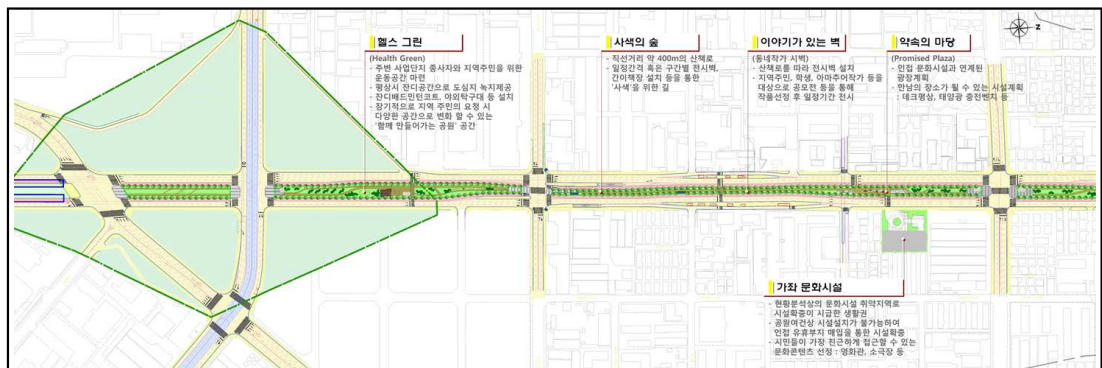 N
헬스 그린
(Health Green)
- 주변 사업단지 종사자와 지역주민을 위한
운동공간 마련
- 평상시 잔디공간으로 도심지 녹지제공
- 잔디배드민턴코트, 야외탁구대 등 설치
- 장기적으로 지역 주민의 요청 시
다양한 공간으로 변화 할 수 있는
'함께 만들어가는 공원' 공간
사색의 숲
- 직선거리 약 400m의 산책로
- 일정간격 혹은 구간별 전시벽,
간이책장 설치 등을 통한
'사색'을 위한 길
이야기가 있는 벽
(동네작가 시벽)
- 산책로를 따라 전시벽 설치
- 지역주민, 학생, 아마추어작가 등을
대상으로 공모전 등을 통해
작품선정 후 일정기간 전시
약속의 마당
(Promised Plaza)
- 인접 문화시설과 연계된
광장계획
- 만남의 장소가 될 수 있는 시설계획
: 데크평상, 태양광 충전벤치 등
가좌 문화시설
- 현황분석상의 문화시설 취약지역로
시설확충이 시급한 생활권
- 공원여건상 시설설치가 불가능하여
인접 유휴부지 매입을 통한 시설확충
- 시민들이 가장 친근하게 접근할 수 있는
문화콘텐츠 선정 : 영화관, 소극장 등